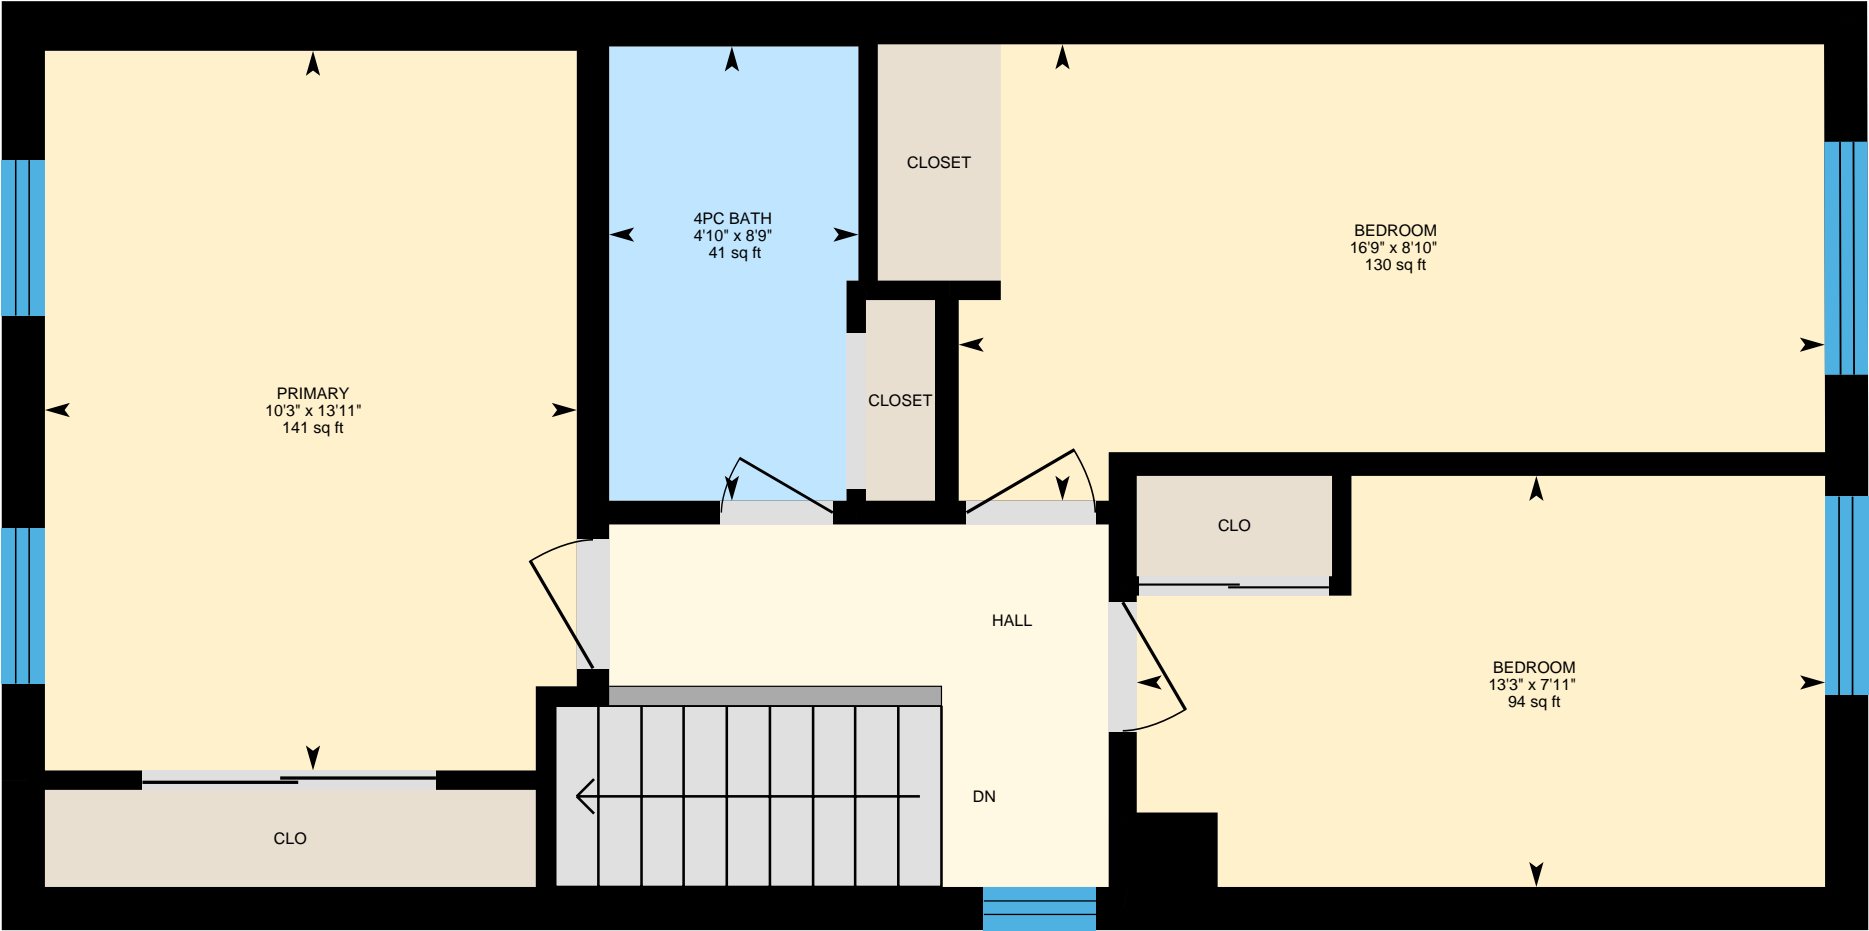 CLOSET
4PC BATH
4'10" x 8'9"
41 sq ft
BEDROOM
16'9" x 8'10"
130 sq ft
PRIMARY
10'3" x 13'11"
141 sq ft
CLOSET
CLO
HALL
BEDROOM
13'3" x 7'11"
94 sq ft
DN
CLO